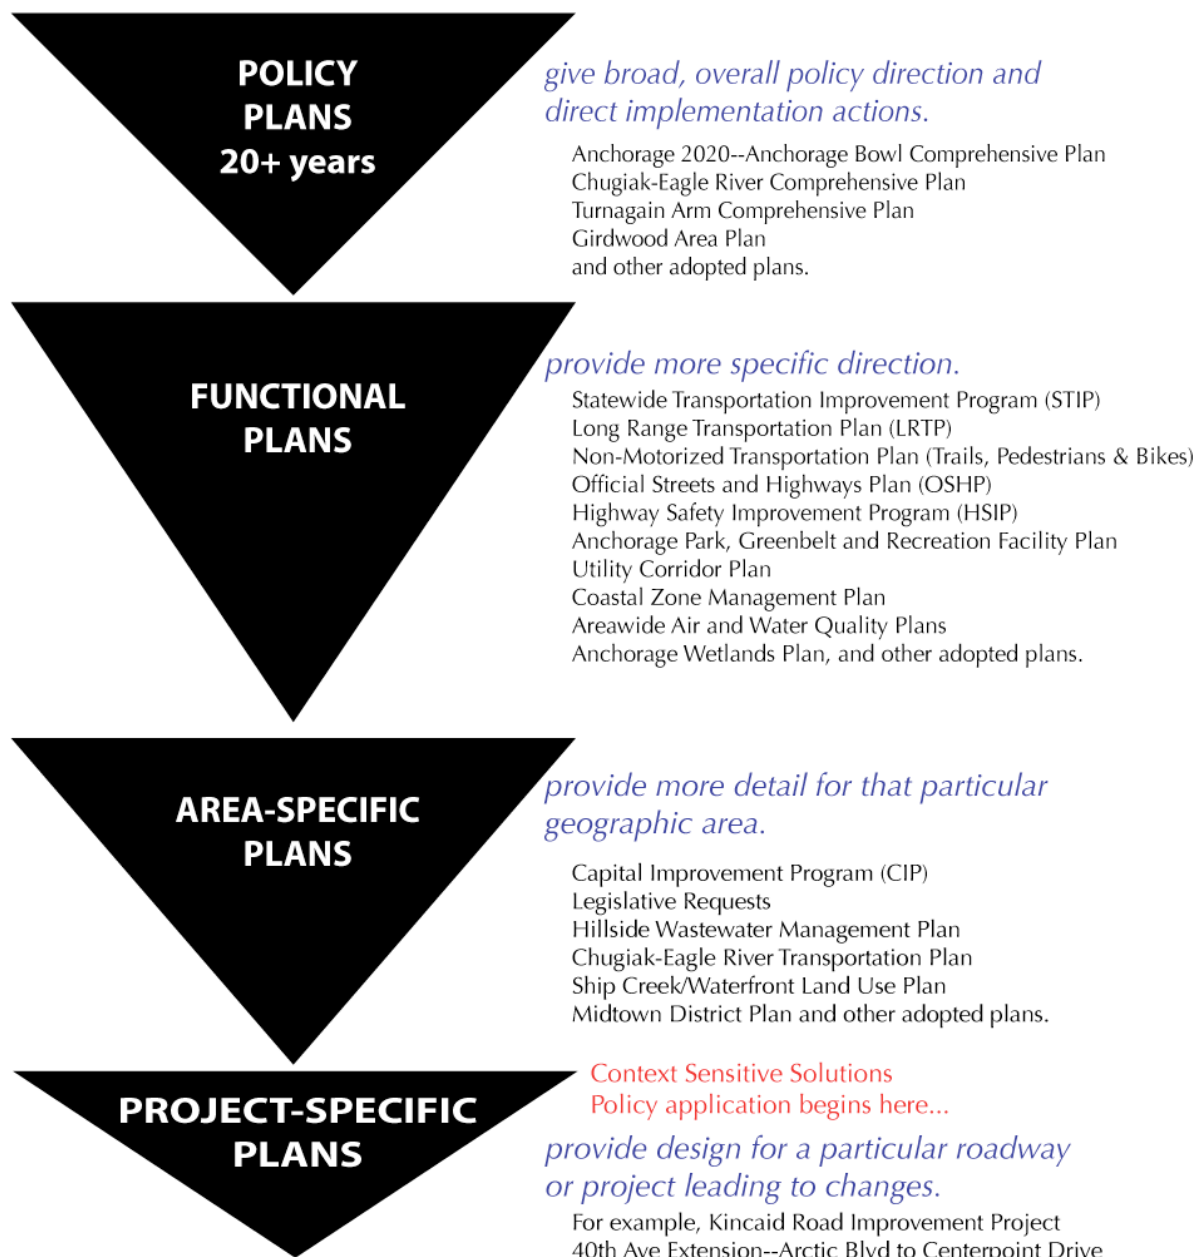 POLICY
PLANS
20+ years
give broad, overall policy direction and
direct implementation actions.
Anchorage 2020--Anchorage Bowl Comprehensive Plan
Chugiak-Eagle River Comprehensive Plan
Turnagain Arm Comprehensive Plan
Girdwood Area Plan
and other adopted plans.
FUNCTIONAL
PLANS
provide more specific direction.
Statewide Transportation Improvement Program (STIP)
Long Range Transportation Plan (LRTP)
Non-Motorized Transportation Plan (Trails, Pedestrians & Bikes)
Official Streets and Highways Plan (OSHP)
Highway Safety Improvement Program (HSIP)
Anchorage Park, Greenbelt and Recreation Facility Plan
Utility Corridor Plan
Coastal Zone Management Plan
Areawide Air and Water Quality Plans
Anchorage Wetlands Plan, and other adopted plans.
AREA-SPECIFIC
PLANS
provide more detail for that particular
geographic area.
Capital Improvement Program (CIP)
Legislative Requests
Hillside Wastewater Management Plan
Chugiak-Eagle River Transportation Plan
Ship Creek/Waterfront Land Use Plan
Midtown District Plan and other adopted plans.
PROJECT-SPECIFIC
PLANS
Context Sensitive Solutions
Policy application begins here...
provide design for a particular roadway
or project leading to changes.
For example, Kincaid Road Improvement Project
40th Ave Extension--Arctic Blvd to Centerpoint Drive